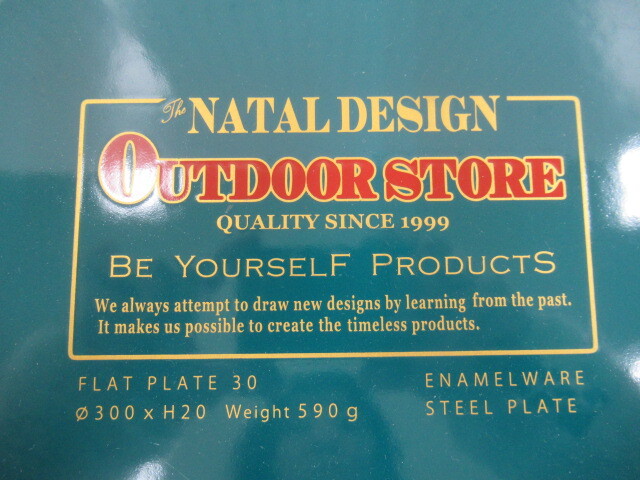 The NATAL DESIGN
OUTDOOR STORE
QUALITY SINCE 1999
BE YOURSELF PRODUCTS
We always attempt to draw new designs by learning from the past.
It makes us possible to create the timeless products.
FLAT PLATE 30 ENAMELWARE
Ø300 x H20 Weight 590 g STEEL PLATE